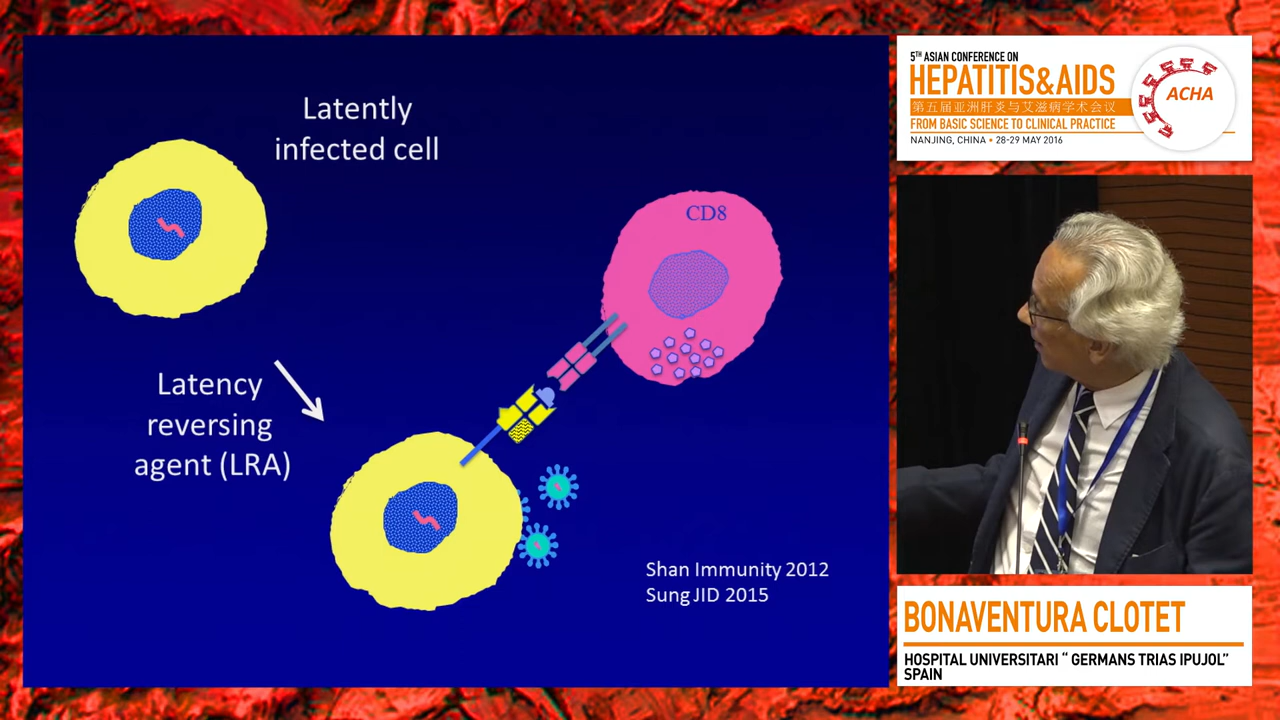 Latently
infected cell
CD8
Latency
reversing
agent (LRA)
Shan Immunity 2012
Sung JID 2015
5TH ASIAN CONFERENCE ON
HEPATITIS&AIDS
第五届亚洲肝炎与艾滋病学术会议
FROM BASIC SCIENCE TO CLINICAL PRACTICE
NANJING, CHINA • 28-29 MAY 2016
ACHA
BONAVENTURA CLOTET
HOSPITAL UNIVERSITARI “ GERMANS TRIAS IPUJOL”
SPAIN